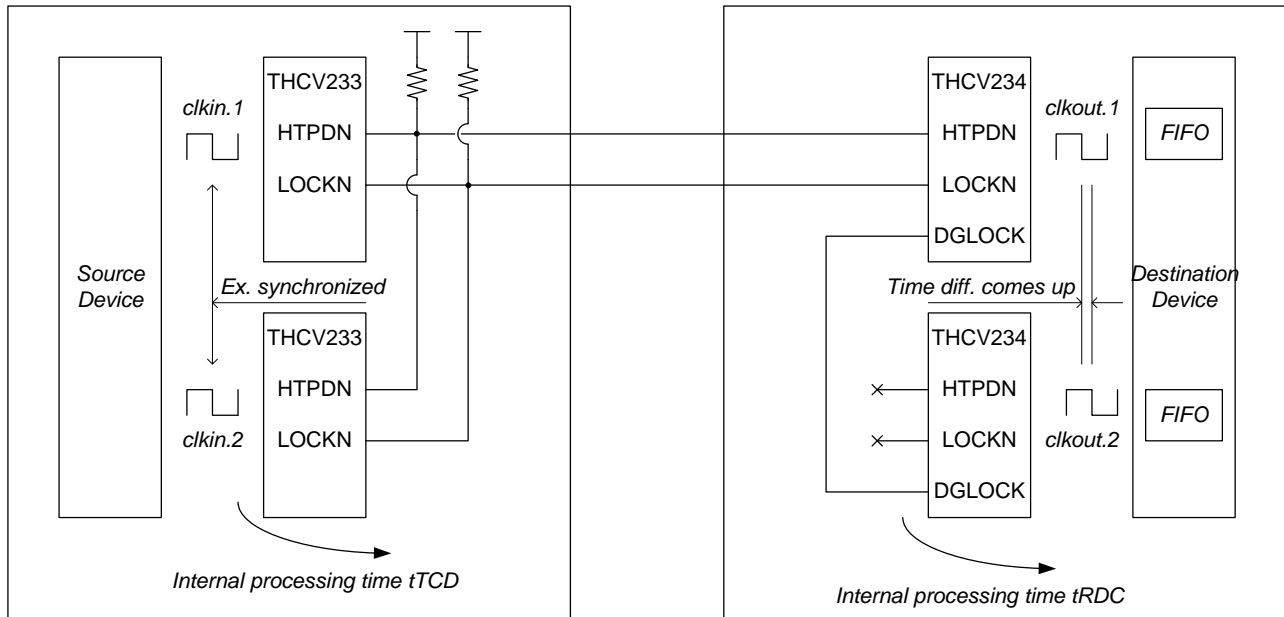 Source
Device
clkin.1
clkin.2
Ex. synchronized
THCV233
HTPDN
LOCKN
THCV233
HTPDN
LOCKN
Internal processing time tTCD
THCV234
HTPDN
LOCKN
DGLOCK
Time diff. comes up
THCV234
HTPDN
LOCKN
DGLOCK
clkout.1
clkout.2
FIFO
Destination
Device
FIFO
Internal processing time tRDC